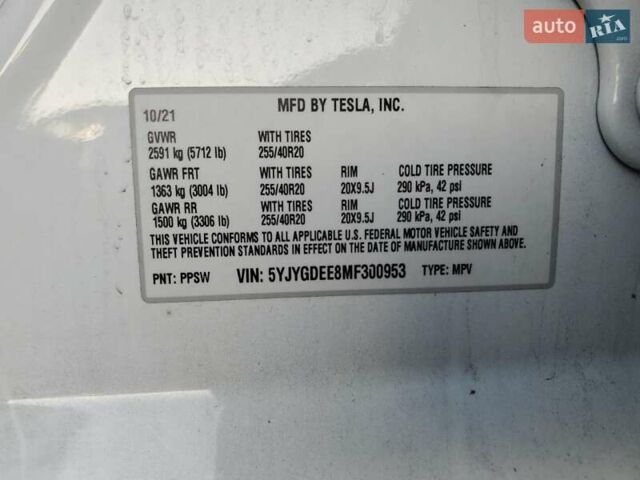 auto RIA.com
10/21 MFD BY TESLA, INC.
GVWR WITH TIRES
2591 kg (5712 lb) 255/40R20
GAWR FRT WITH TIRES RIM COLD TIRE PRESSURE
1363 kg (3004 lb) 255/40R20 20X9.5J 290 kPa, 42 psi
GAWR RR WITH TIRES RIM COLD TIRE PRESSURE
1500 kg (3306 lb) 255/40R20 20X9.5J 290 kPa, 42 psi
THIS VEHICLE CONFORMS TO ALL APPLICABLE U.S. FEDERAL MOTOR VEHICLE SAFETY AND
THEFT PREVENTION STANDARDS IN EFFECT ON THE DATE OF MANUFACTURE SHOWN ABOVE.
PNT: PPSW VIN: 5YJYGDEE8MF300953 TYPE: MPV